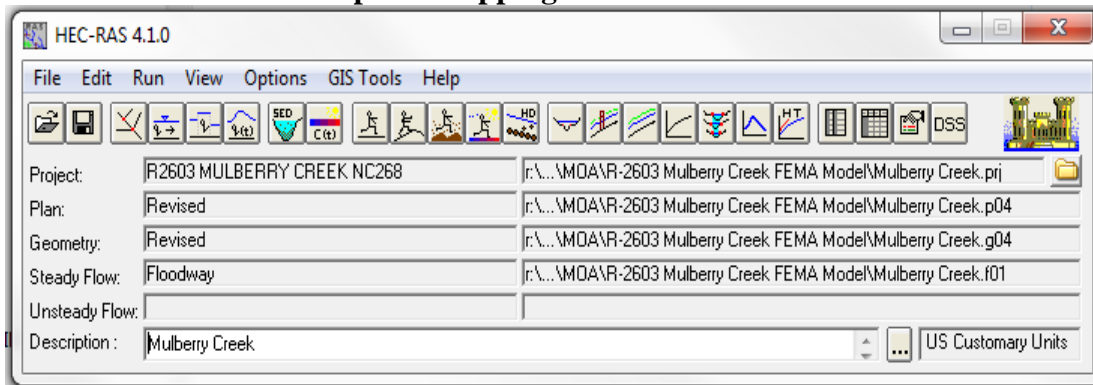 HEC-RAS 4.1.0
File Edit Run View Options GIS Tools Help
SED C(t) HD HT DSS
Project: R2603 MULBERRY CREEK NC268 r:\...\MOA\R-2603 Mulberry Creek FEMA Model\Mulberry Creek.prj
Plan: Revised r:\...\MOA\R-2603 Mulberry Creek FEMA Model\Mulberry Creek.p04
Geometry: Revised r:\...\MOA\R-2603 Mulberry Creek FEMA Model\Mulberry Creek.g04
Steady Flow: Floodway r:\...\MOA\R-2603 Mulberry Creek FEMA Model\Mulberry Creek.f01
Unsteady Flow:
Description : Mulberry Creek ... US Customary Units